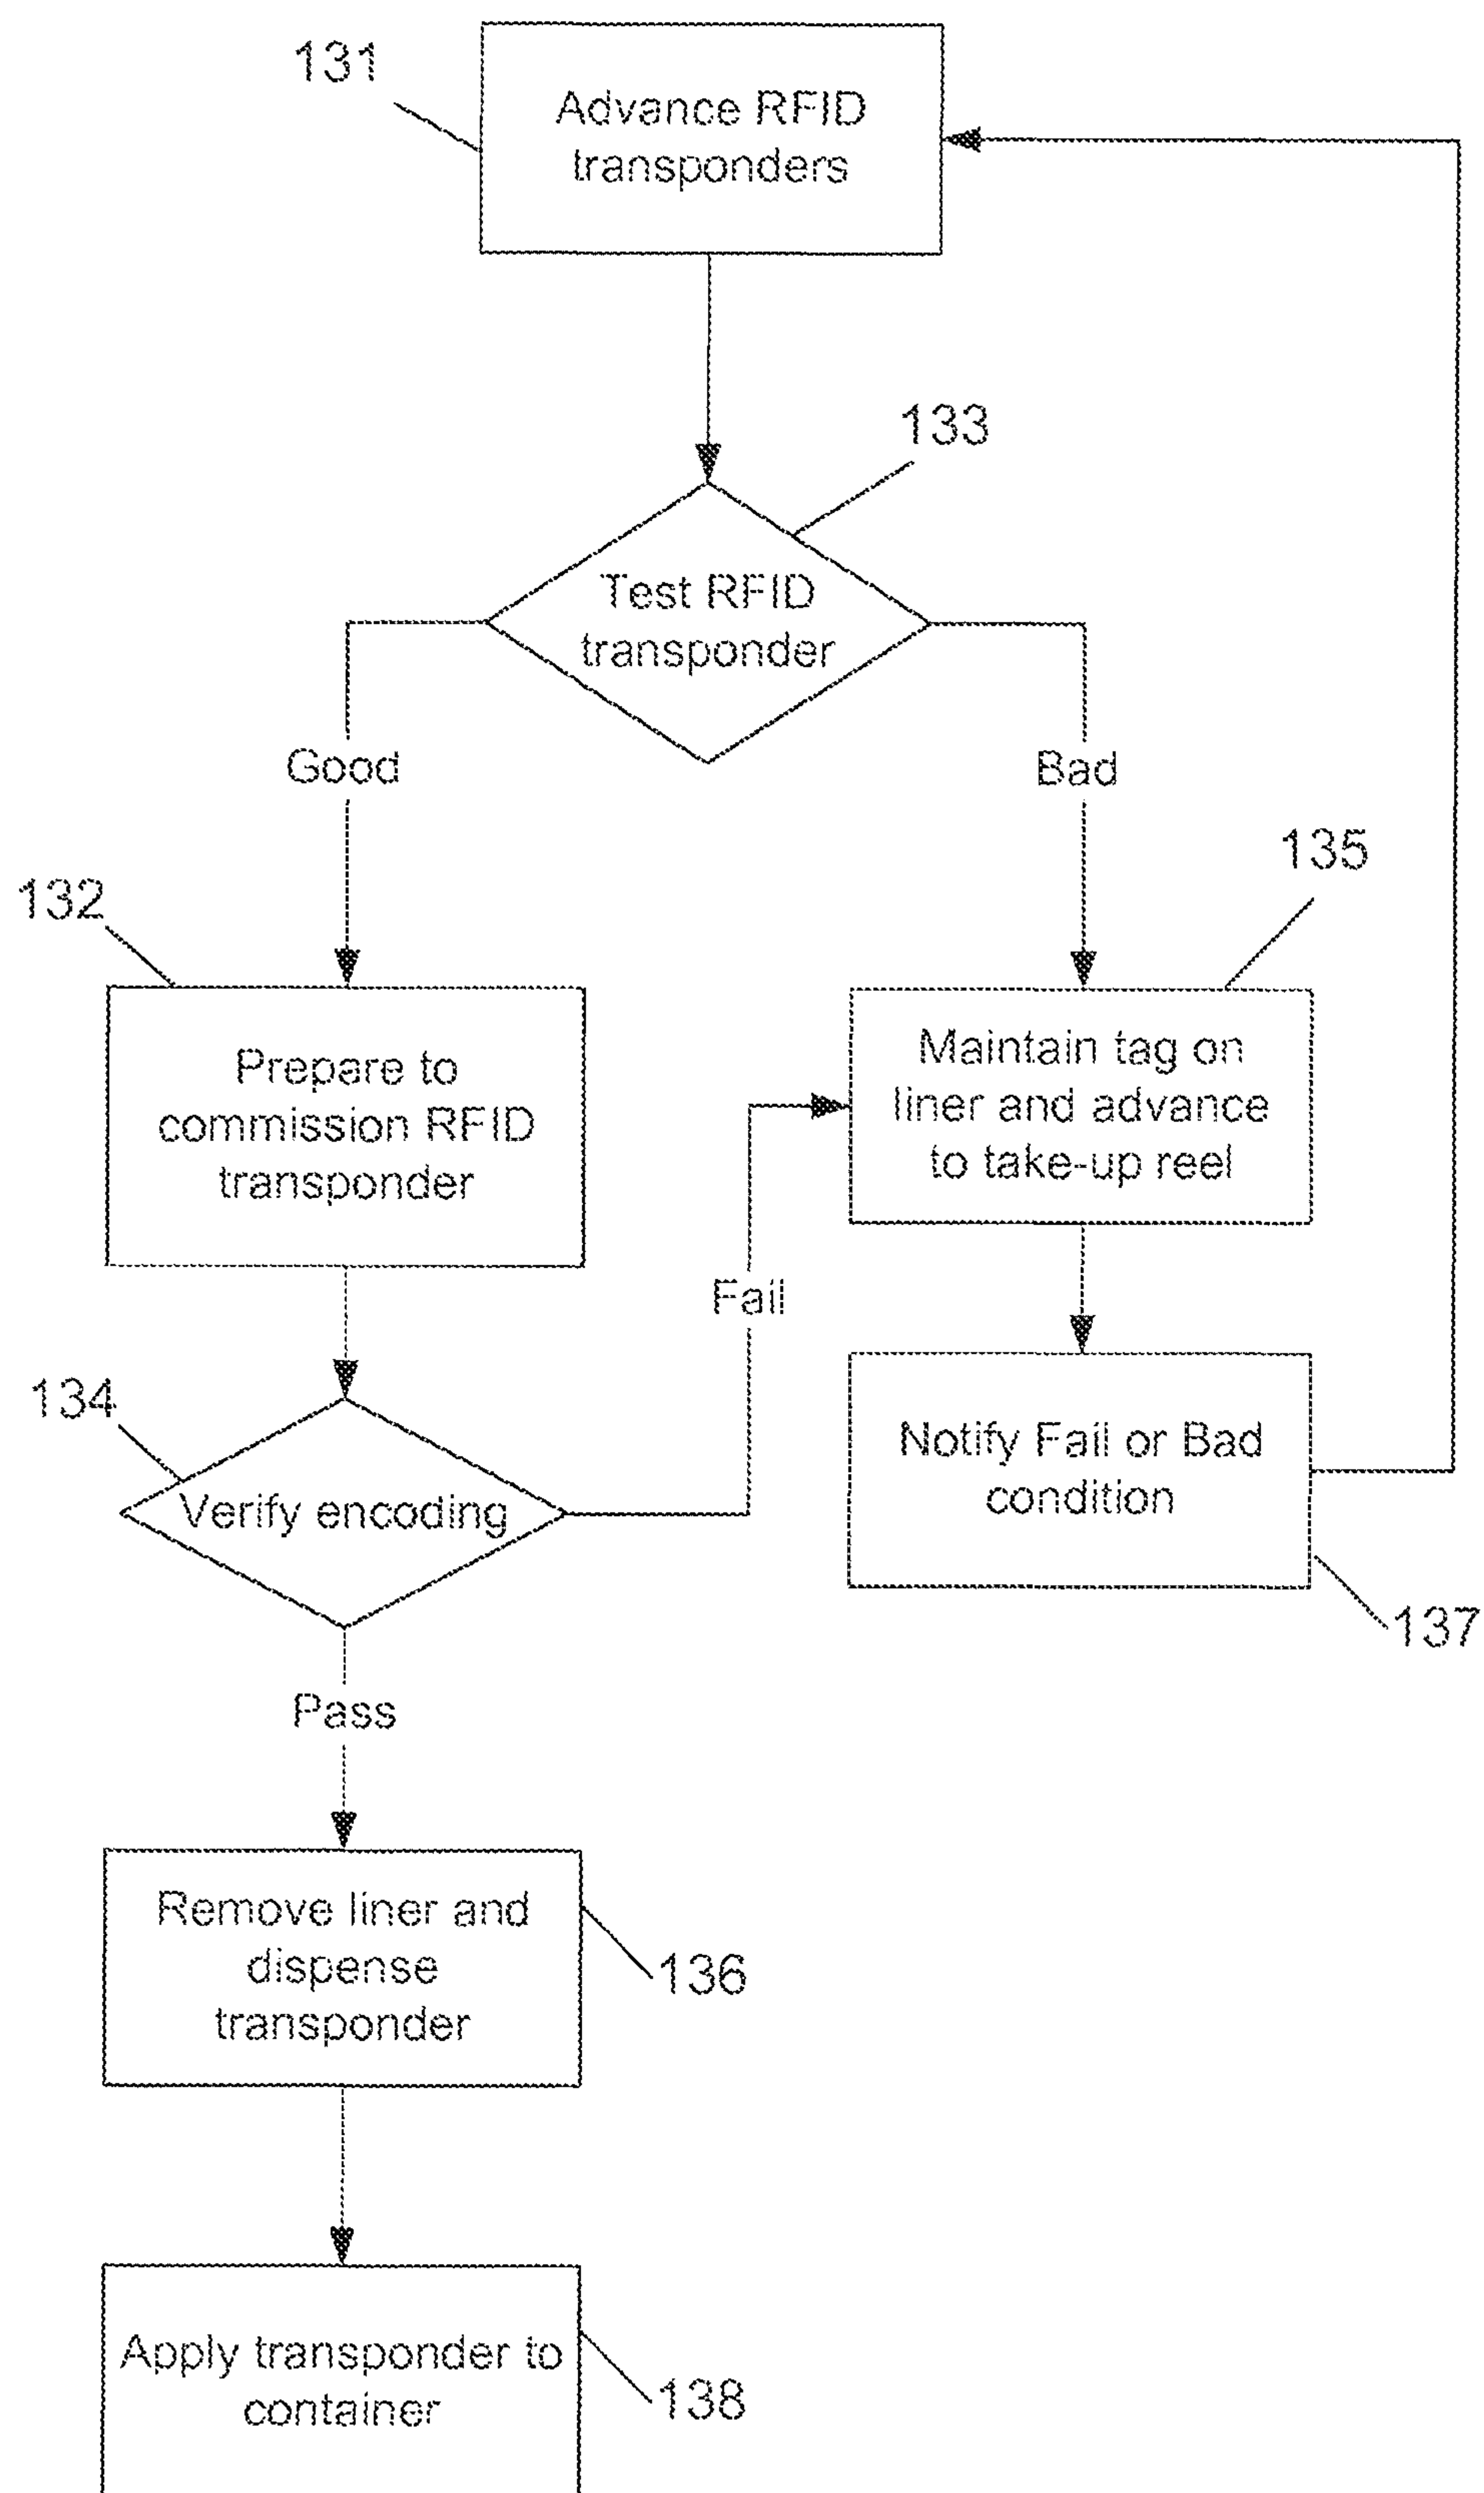 131
Advance RFID
transponders
133
Test RFID
transponder
Good
Bad
132
135
Prepare to
commission RFID
transponder
Maintain tag on
liner and advance
to take-up reel
Fail
134
Verify encoding
Notify Fail or Bad
condition
137
Pass
Remove liner and
dispense
transponder
136
Apply transponder to
container
138